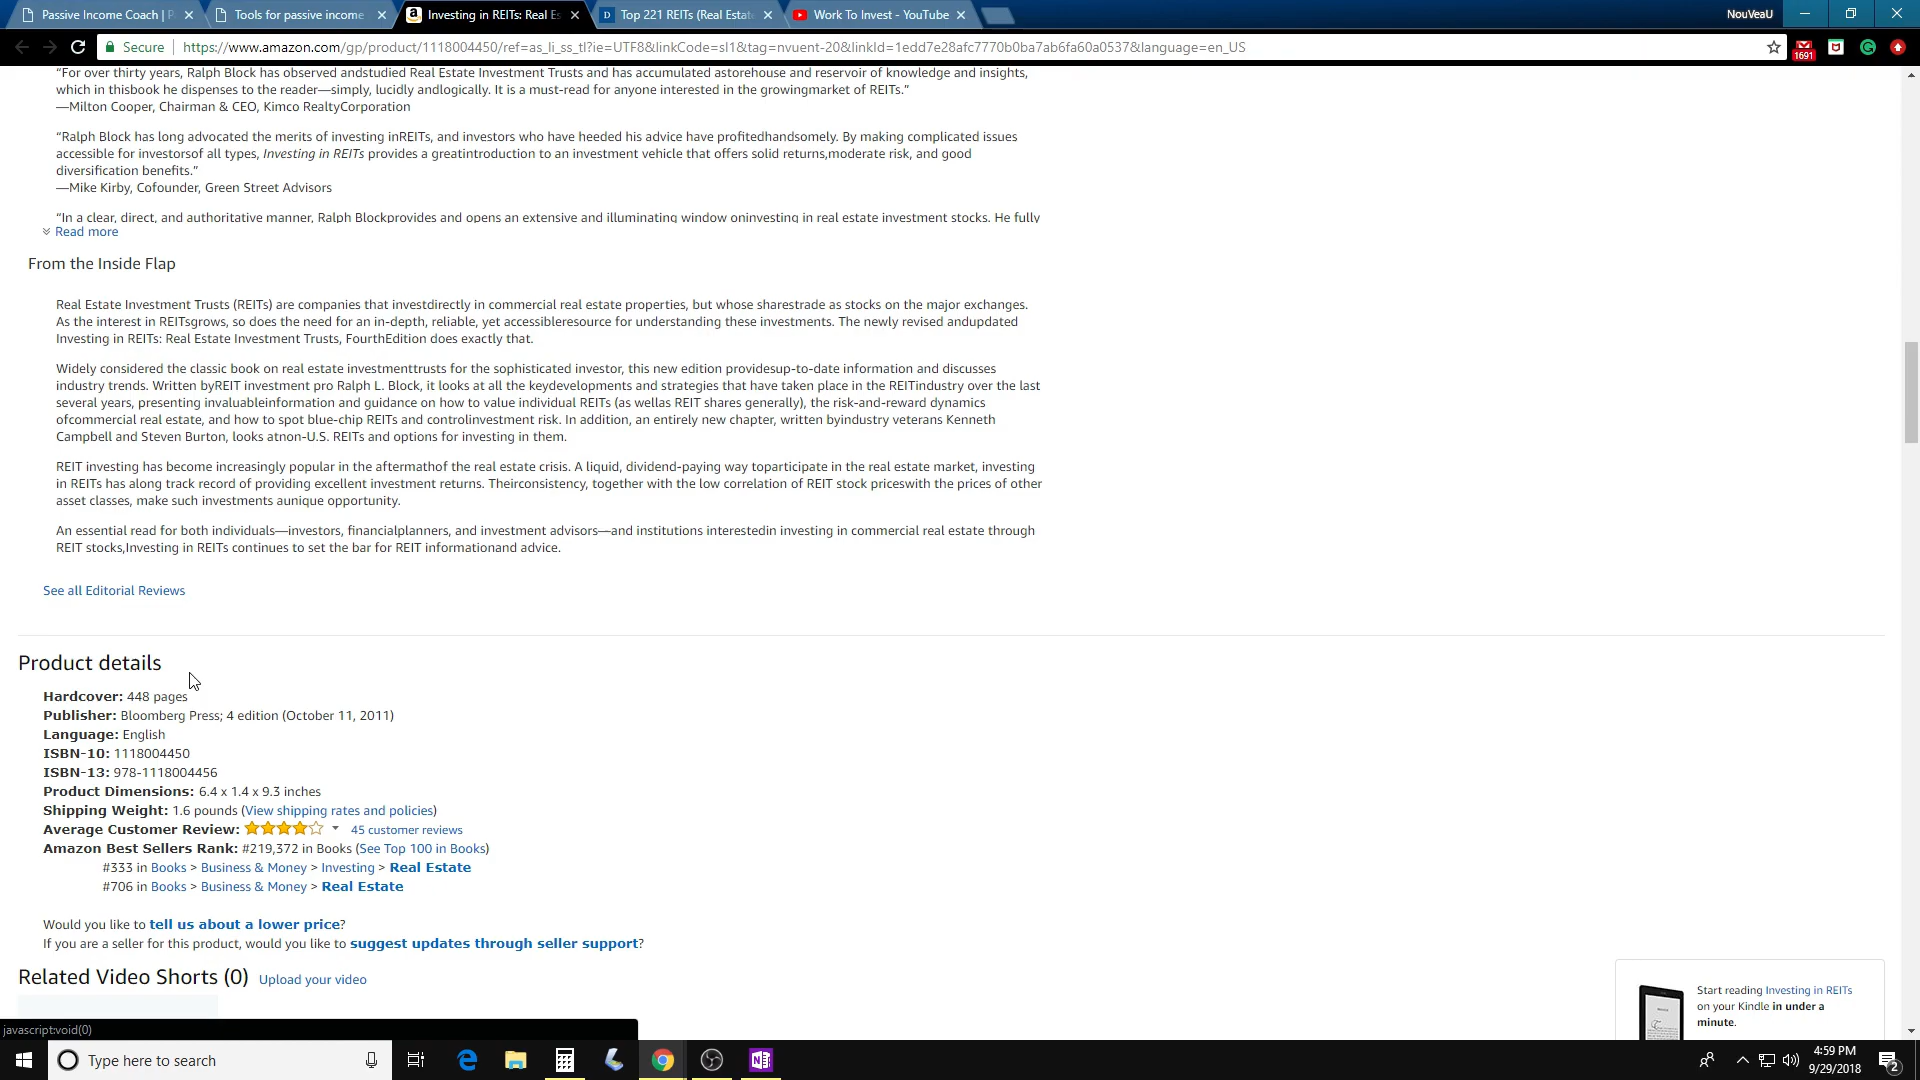 Passive Income Coach | P
Tools for passive income
Investing in REITs: Real Es
Top 221 REITs (Real Estat
Work To Invest - YouTube
NouVeaU
Secure
https://www.amazon.com/gp/product/1118004450/ref=as_li_ss_tl?ie=UTF8&linkCode=sl1&tag=nvuent-20&linkId=1edd7e28afc7770b0ba7ab6fa60a0537&language=en_US
1691
“For over thirty years, Ralph Block has observed andstudied Real Estate Investment Trusts and has accumulated astorehouse and reservoir of knowledge and insights,
which in thisbook he dispenses to the reader—simply, lucidly andlogically. It is a must-read for anyone interested in the growingmarket of REITs.”
—Milton Cooper, Chairman & CEO, Kimco RealtyCorporation
“Ralph Block has long advocated the merits of investing inREITs, and investors who have heeded his advice have profitedhandsomely. By making complicated issues
accessible for investorsof all types, Investing in REITs provides a greatintroduction to an investment vehicle that offers solid returns,moderate risk, and good
diversification benefits.”
—Mike Kirby, Cofounder, Green Street Advisors
“In a clear, direct, and authoritative manner, Ralph Blockprovides and opens an extensive and illuminating window oninvesting in real estate investment stocks. He fully
Read more
From the Inside Flap
Real Estate Investment Trusts (REITs) are companies that investdirectly in commercial real estate properties, but whose sharestrade as stocks on the major exchanges.
As the interest in REITsgrows, so does the need for an in-depth, reliable, yet accessibleresource for understanding these investments. The newly revised andupdated
Investing in REITs: Real Estate Investment Trusts, FourthEdition does exactly that.
Widely considered the classic book on real estate investmenttrusts for the sophisticated investor, this new edition providesup-to-date information and discusses
industry trends. Written byREIT investment pro Ralph L. Block, it looks at all the keydevelopments and strategies that have taken place in the REITindustry over the last
several years, presenting invaluableinformation and guidance on how to value individual REITs (as wellas REIT shares generally), the risk-and-reward dynamics
ofcommercial real estate, and how to spot blue-chip REITs and controlinvestment risk. In addition, an entirely new chapter, written byindustry veterans Kenneth
Campbell and Steven Burton, looks atnon-U.S. REITs and options for investing in them.
REIT investing has become increasingly popular in the aftermathof the real estate crisis. A liquid, dividend-paying way toparticipate in the real estate market, investing
in REITs has along track record of providing excellent investment returns. Theirconsistency, together with the low correlation of REIT stock priceswith the prices of other
asset classes, make such investments aunique opportunity.
An essential read for both individuals—investors, financialplanners, and investment advisors—and institutions interestedin investing in commercial real estate through
REIT stocks,Investing in REITs continues to set the bar for REIT informationand advice.
See all Editorial Reviews
Product details
Hardcover: 448 pages
Publisher: Bloomberg Press; 4 edition (October 11, 2011)
Language: English
ISBN-10: 1118004450
ISBN-13: 978-1118004456
Product Dimensions: 6.4 x 1.4 x 9.3 inches
Shipping Weight: 1.6 pounds (View shipping rates and policies)
Average Customer Review: 45 customer reviews
Amazon Best Sellers Rank: #219,372 in Books (See Top 100 in Books)
#333 in Books > Business & Money > Investing > Real Estate
#706 in Books > Business & Money > Real Estate
Would you like to tell us about a lower price?
If you are a seller for this product, would you like to suggest updates through seller support?
Related Video Shorts (0) Upload your video
Start reading Investing in REITs
on your Kindle in under a
minute.
javascript:void(0)
Type here to search
4:59 PM
9/29/2018
2